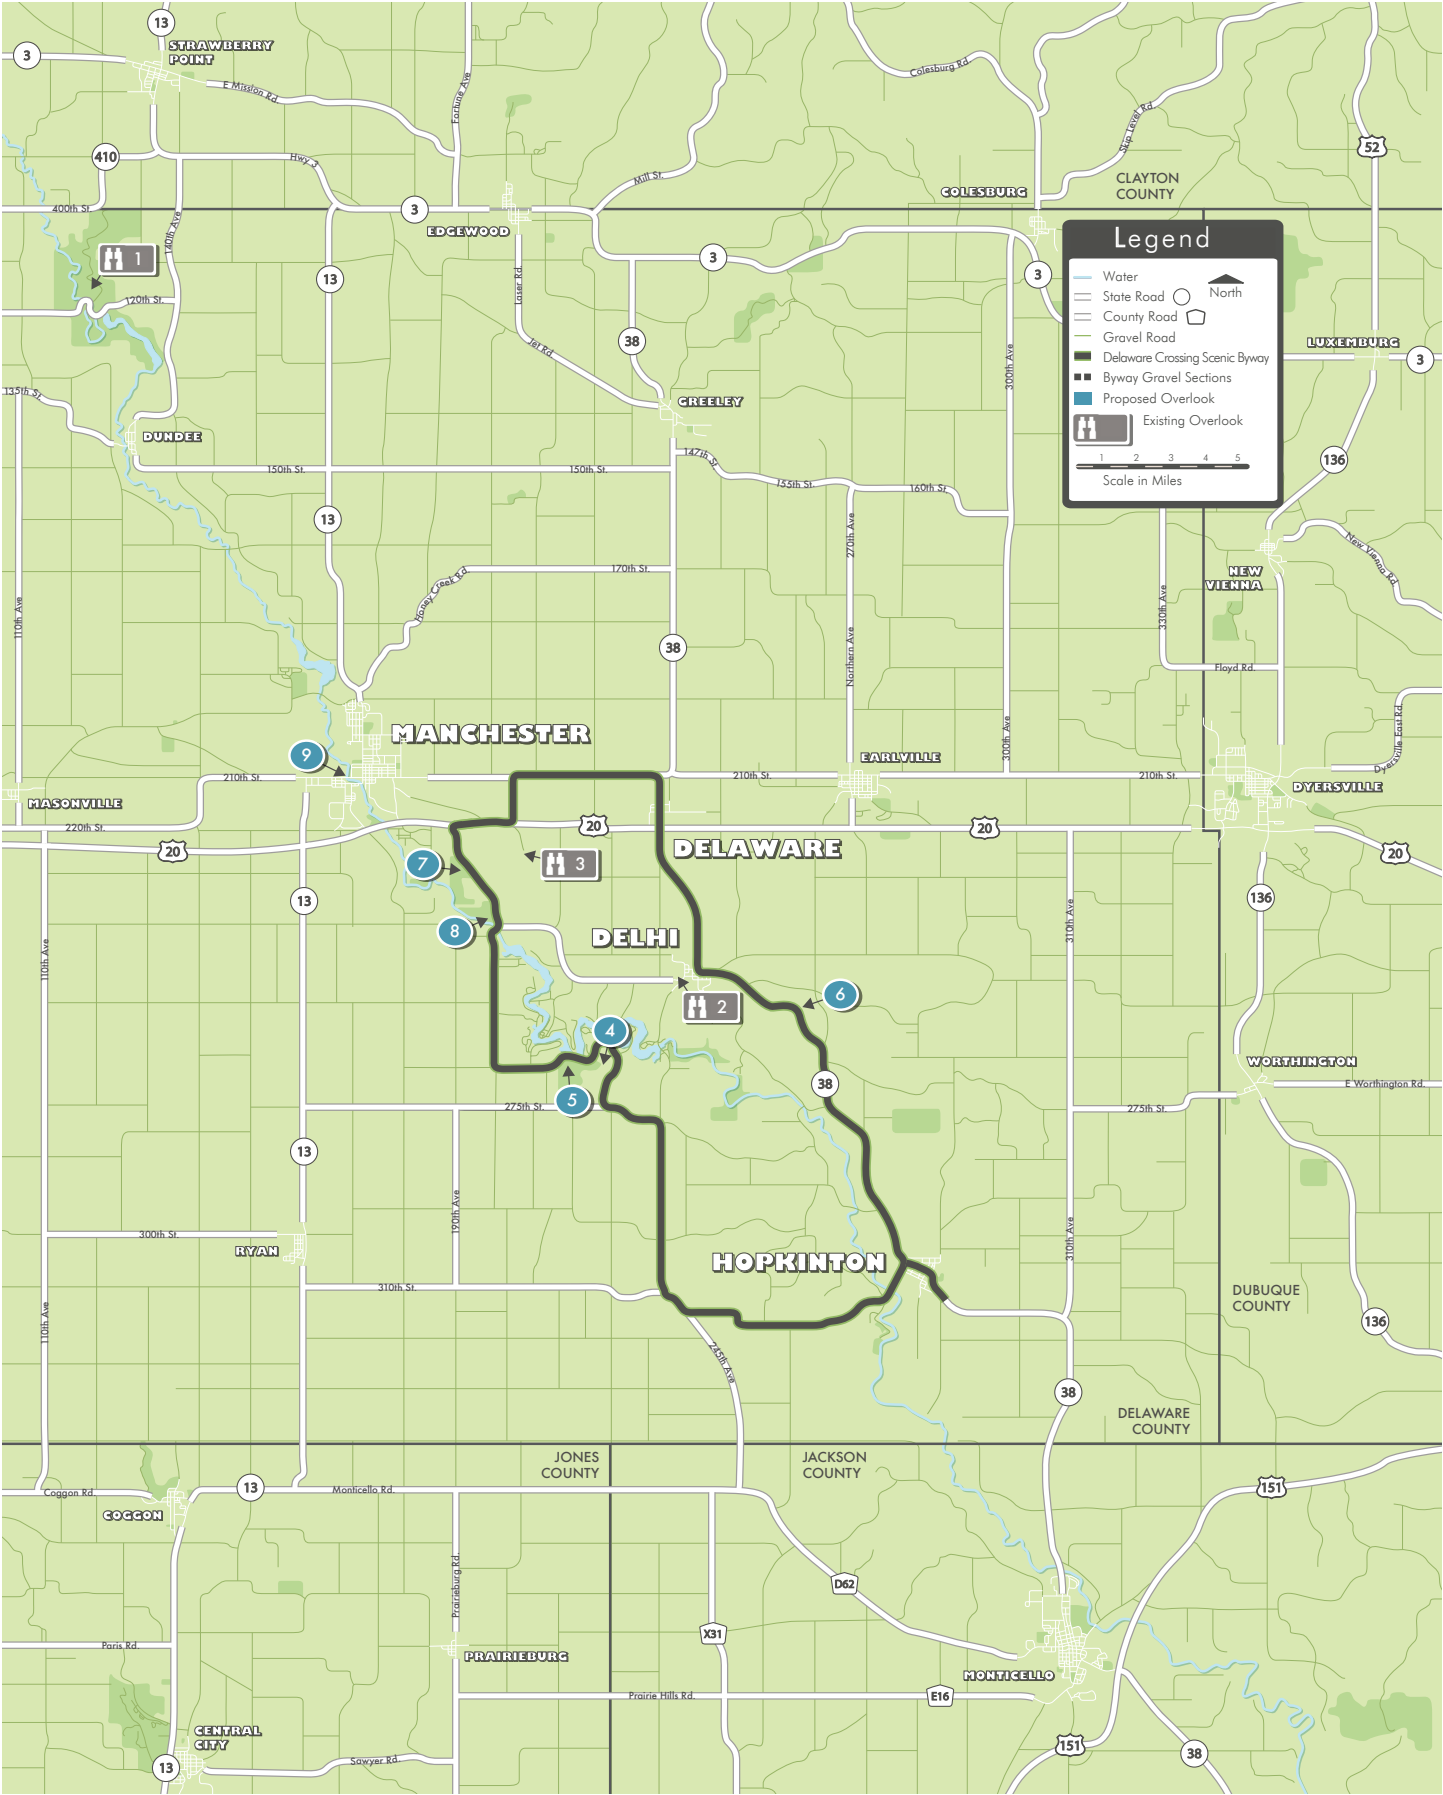 13
STRAWBERRY
POINT
3
E Mission Rd.
Fortune Ave
Colesburg Rd
Skip Level Rd.
52
410
Hwy 3
Mill St.
CLAYTON
COUNTY
COLESBURG
400th St.
140th Ave
3
EDGEWOOD
1
3
13
Laser Rd.
3
120th St.
38
Jet Rd
300th Ave
Legend
Water
North
State Road
County Road
Gravel Road
Delaware Crossing Scenic Byway
Byway Gravel Sections
Proposed Overlook
Existing Overlook
1 2 3 4 5
Scale in Miles
LUXEMBURG
3
135th St.
GREELEY
DUNDEE
150th St.
150th St.
147th St.
155th St.
160th St.
136
13
270th Ave
New Vienna Rd
NEW
VIENNA
170th St.
Honey Creek Rd.
110th Ave
330th Ave
38
Northern Ave
Floyd Rd.
MANCHESTER
300th Ave
Dyersville East Rd.
9
EARLVILLE
210th St.
210th St.
210th St.
DYERSVILLE
MASONVILLE
220th St.
20
20
20
20
DELAWARE
7
3
13
136
8
DELHI
310th Ave
110th Ave
2
6
4
WORTHINGTON
38
E Worthington Rd.
5
275th St.
275th St.
13
190th Ave
300th St.
RYAN
310th Ave
HOPKINTON
310th St.
DUBUQUE
COUNTY
110th Ave
136
245th Ave
38
DELAWARE
COUNTY
JONES
COUNTY
JACKSON
COUNTY
Coggon Rd.
13
Monticello Rd.
151
COGGON
Prairieburg Rd.
D62
X31
Paris Rd.
PRAIRIEBURG
MONTICELLO
Prairie Hills Rd.
E16
CENTRAL
CITY
151
38
13
Sawyer Rd.